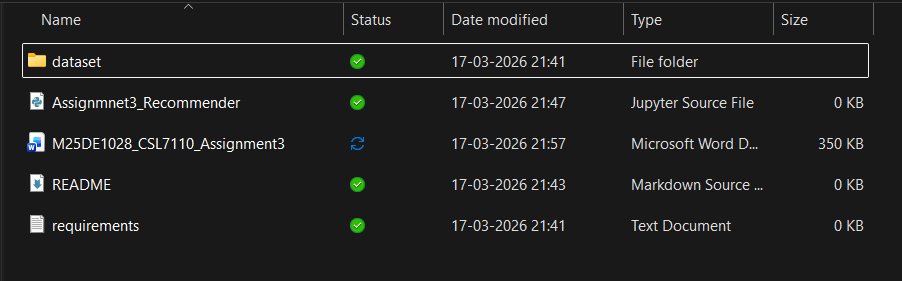 Name Status Date modified Type Size
dataset 17-03-2026 21:41 File folder
Assignmnet3_Recommender 17-03-2026 21:47 Jupyter Source File 0 KB
M25DE1028_CSL7110_Assignment3 17-03-2026 21:57 Microsoft Word D... 350 KB
README 17-03-2026 21:43 Markdown Source ... 0 KB
requirements 17-03-2026 21:41 Text Document 0 KB